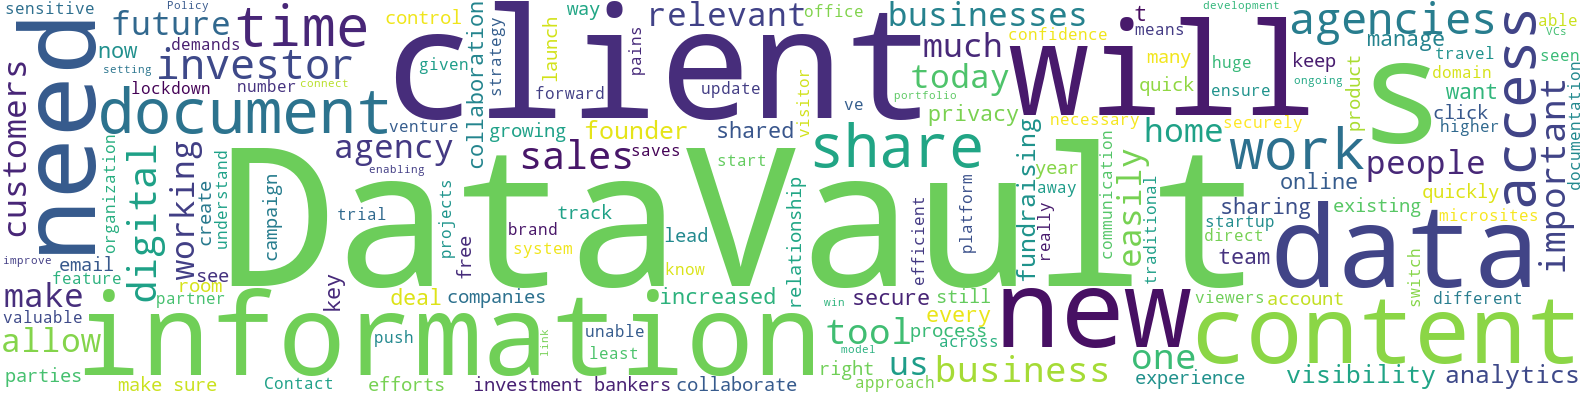 sensitive
Policy
future
time
control
way
collaboration
strategy
launch
pains
relevant
office
businesses
t
development
agencies
able
VCs
need
now
demands
setting
investor
lockdown
number
connect
client
given
forward
update
visitor
much
confidence
means
many
quick
huge
will
keep
manage
travel
seen
s
access
customers
document
venture
growing
founder
shared
ve
today
portfolio
privacy
necessary
securely
ensure
ongoing
product
want
domain
click
higher
documentation
important
organization
digital
working
create
understand
campaign
agency
enabling
sales
saves
start
share
home
work
people
online
quickly
trial
projects
free
brand
system
track
relationship
lead
know
efficient
platform
fundraising
year
away
really
communication
easily
traditional
sharing
startup
direct
team
existing
microsites
improve
email
feature
see
room
partner
DataVault
data
make
valuable
allow
parties
information
key
deal
companies
push
link
unable
least
increased
win
secure
still
every
tool
process
across
model
us
right
approach
business
new
one
experience
viewers
account
switch
different
content
visibility
analytics
make sure
Contact
efforts
investment bankers
collaborate